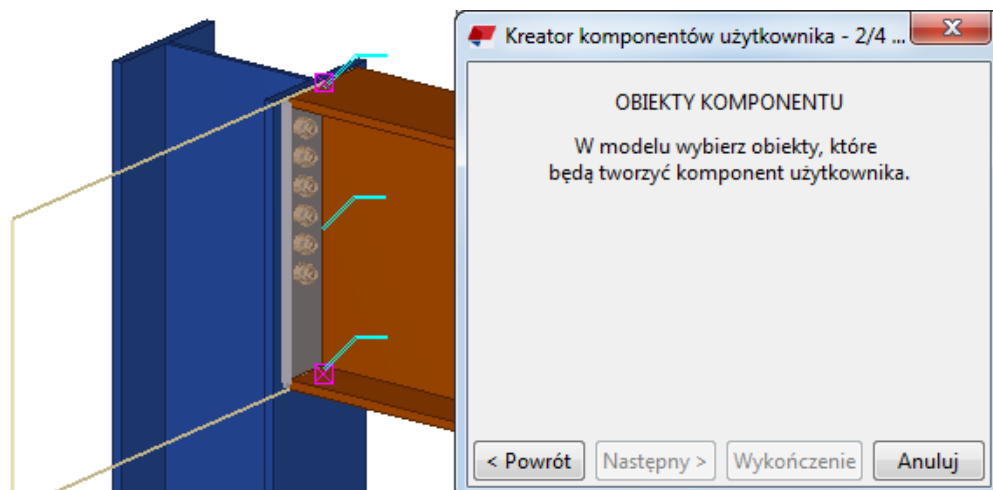 Kreator komponentów użytkownika - 2/4 ...
OBIEKTY KOMPONENTU
W modelu wybierz obiekty, które
będą tworzyć komponent użytkownika.
< Powrót Następny > Wykończenie Anuluj